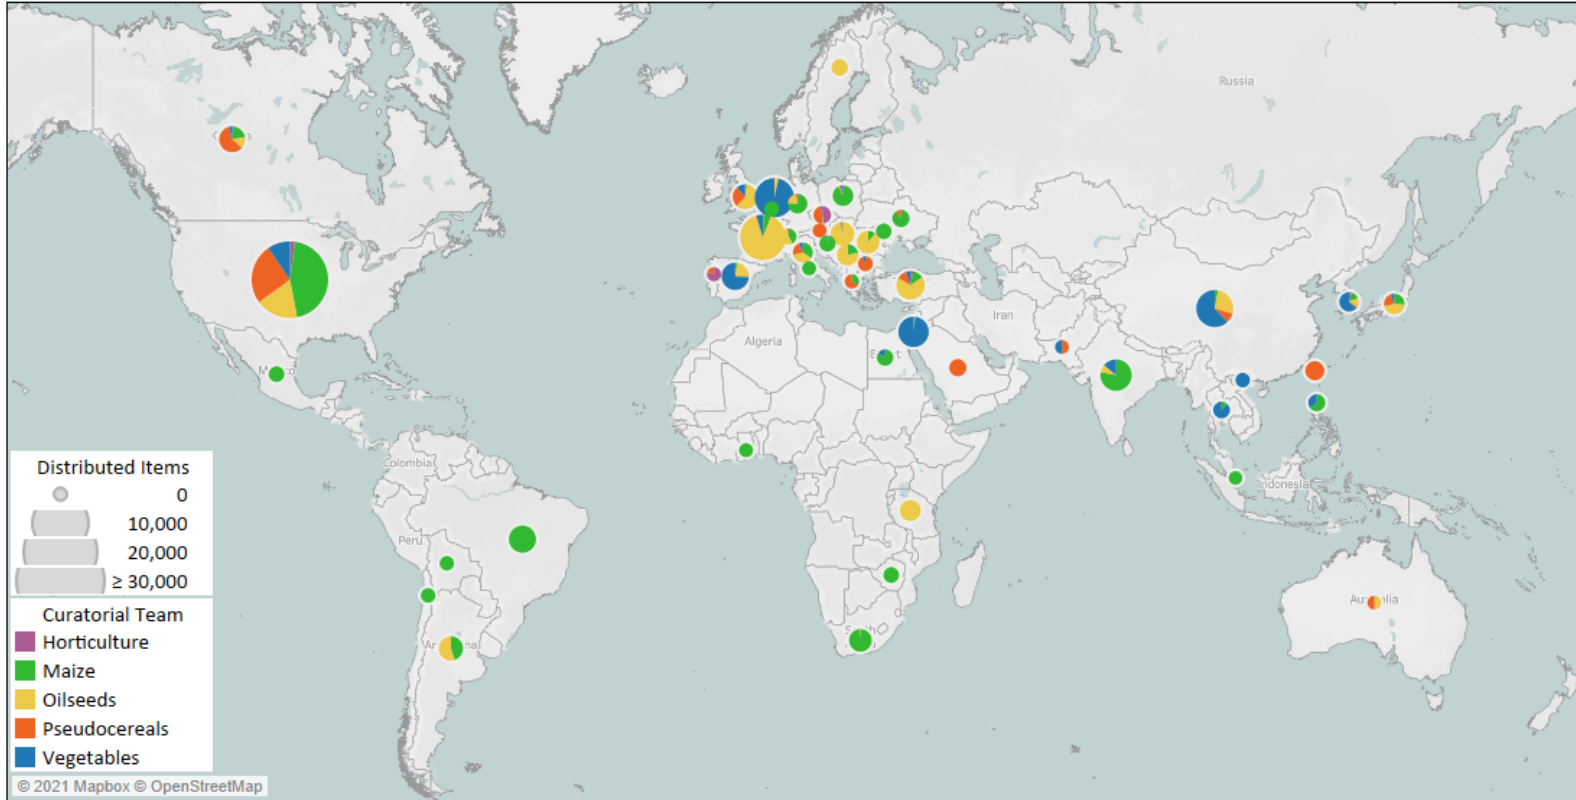 Russia
Iran
Algeria
Colombia
Indonesia
Peru
Distributed Items
0
10,000
20,000
≥ 30,000
Curatorial Team
Horticulture
Maize
Oilseeds
Pseudocereals
Vegetables
© 2021 Mapbox © OpenStreetMap